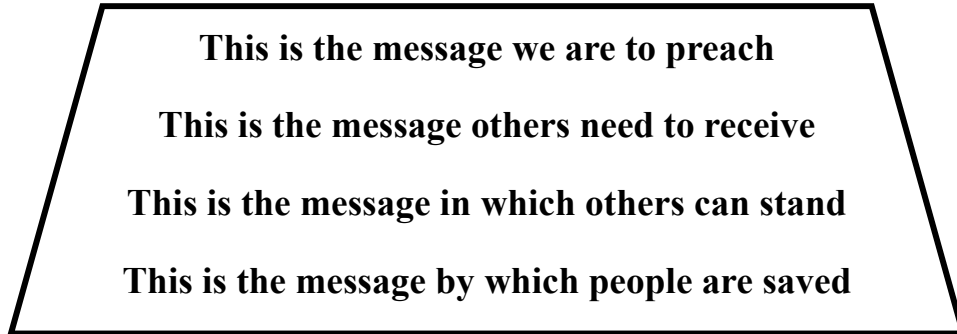 This is the message we are to preach
This is the message others need to receive
This is the message in which others can stand
This is the message by which people are saved